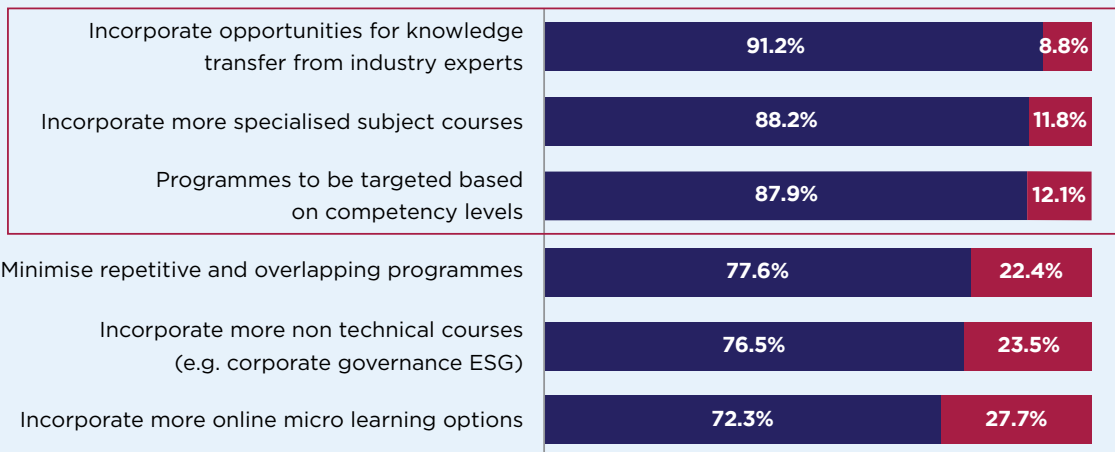 Incorporate opportunities for knowledge
transfer from industry experts
91.2%
8.8%
Incorporate more specialised subject courses
88.2%
11.8%
Programmes to be targeted based
on competency levels
87.9%
12.1%
Minimise repetitive and overlapping programmes
77.6%
22.4%
Incorporate more non technical courses
(e.g. corporate governance ESG)
76.5%
23.5%
Incorporate more online micro learning options
72.3%
27.7%